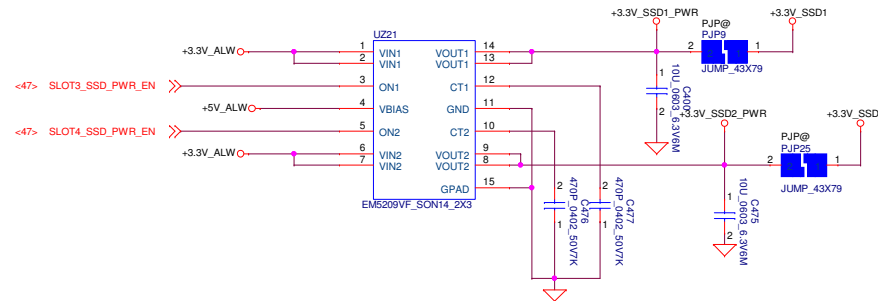 +3.3V_SSD1_PWR
PJP@
PJP9
+3.3V_SSD1
2
1
JUMP_43X79
UZ21
+3.3V_ALW
1
VIN1
2
VIN1
<47> SLOT3_SSD_PWR_EN
3
ON1
+5V_ALW
4
VBIAS
<47> SLOT4_SSD_PWR_EN
5
ON2
+3.3V_ALW
6
VIN2
7
VIN2
14
VOUT1
13
VOUT1
12
CT1
11
GND
10
CT2
9
VOUT2
8
VOUT2
15
GPAD
EM5209VF_SON14_2X3
1
2
10U_0603_6.3V6M
+3.3V_SSD2_PWR
PJP@
PJP25
+3.3V_SSD
2
1
JUMP_43X79
2
1
C476
470P_0402_50V7K
2
1
C477
470P_0402_50V7K
1
2
C475
10U_0603_6.3V6M